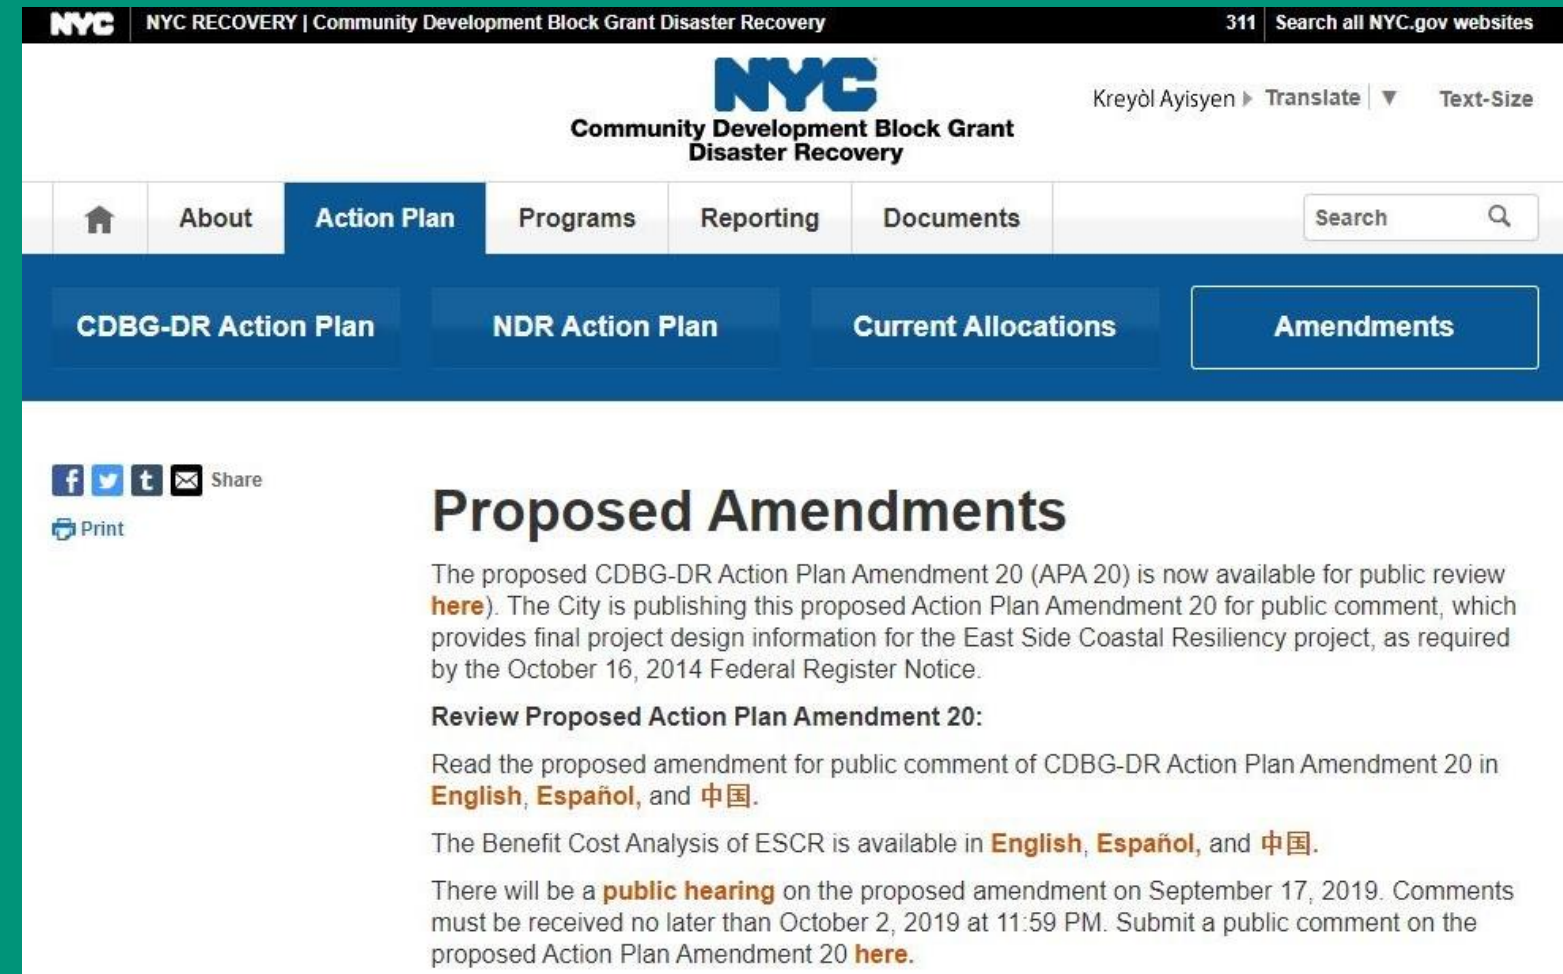 NYC NYC RECOVERY | Community Development Block Grant Disaster Recovery 311 Search all NYC.gov websites
NYC
Community Development Block Grant
Disaster Recovery
Kreyòl Ayisyen Translate ▼ Text-Size
About Action Plan Programs Reporting Documents Search
CDBG-DR Action Plan NDR Action Plan Current Allocations Amendments
f t Share
Print
Proposed Amendments
The proposed CDBG-DR Action Plan Amendment 20 (APA 20) is now available for public review
here). The City is publishing this proposed Action Plan Amendment 20 for public comment, which
provides final project design information for the East Side Coastal Resiliency project, as required
by the October 16, 2014 Federal Register Notice.
Review Proposed Action Plan Amendment 20:
Read the proposed amendment for public comment of CDBG-DR Action Plan Amendment 20 in
English, Español, and 中国.
The Benefit Cost Analysis of ESCR is available in English, Español, and 中国.
There will be a public hearing on the proposed amendment on September 17, 2019. Comments
must be received no later than October 2, 2019 at 11:59 PM. Submit a public comment on the
proposed Action Plan Amendment 20 here.